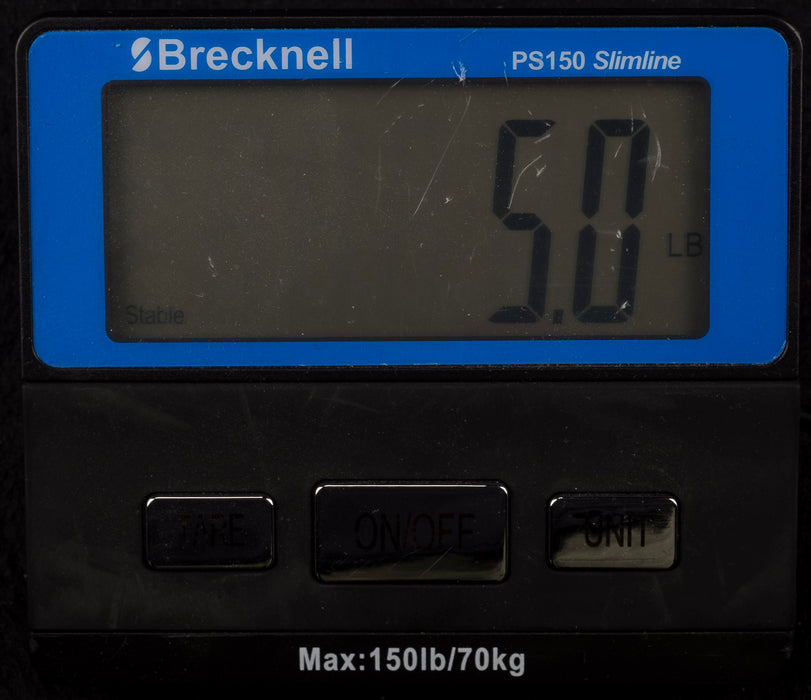 Brecknell PS150 Slimline
5.0 LB
Stable
TARE ON/OFF UNIT
Max:150lb/70kg